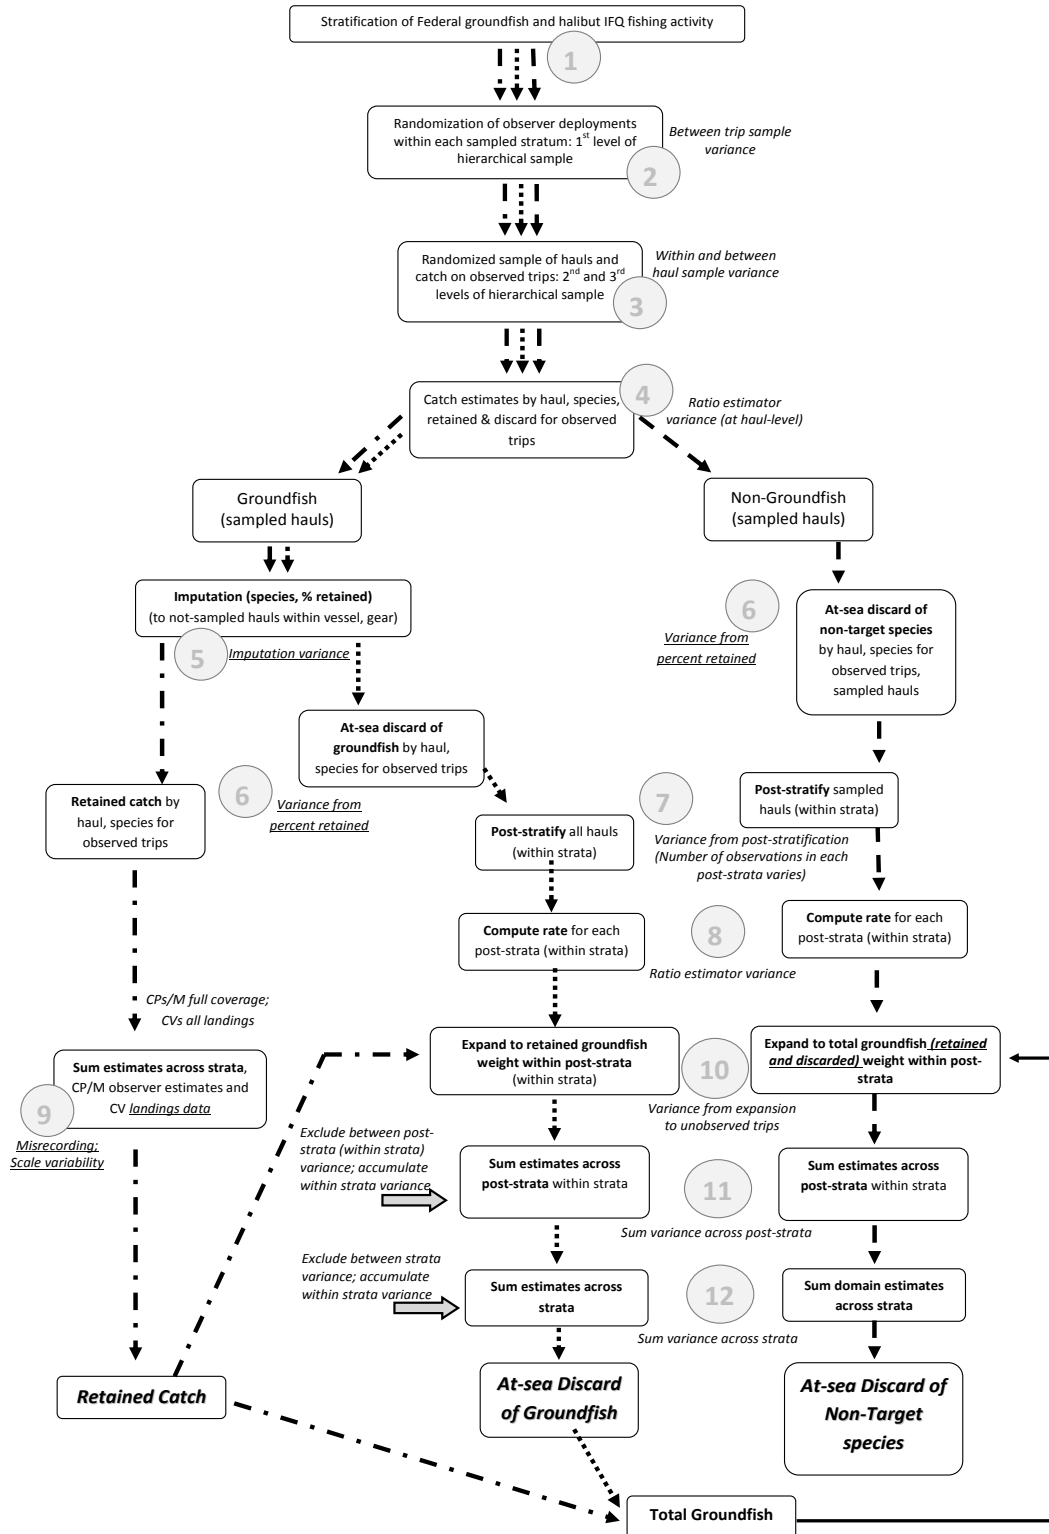 Stratification of Federal groundfish and halibut IFQ fishing activity
1
Randomization of observer deployments
within each sampled stratum: 1st level of
hierarchical sample
Between trip sample
variance
2
Randomized sample of hauls and
catch on observed trips: 2nd and 3rd
levels of hierarchical sample
Within and between
haul sample variance
3
Catch estimates by haul, species,
retained & discard for observed
trips
4
Ratio estimator
variance (at haul-level)
Groundfish
(sampled hauls)
Non-Groundfish
(sampled hauls)
Imputation (species, % retained)
(to not-sampled hauls within vessel, gear)
5
Imputation variance
6
Variance from
percent retained
At-sea discard of
non-target species
by haul, species for
observed trips,
sampled hauls
At-sea discard of
groundfish by haul,
species for observed trips
Retained catch by
haul, species for
observed trips
6
Variance from
percent retained
7
Variance from post-stratification
(Number of observations in each
post-strata varies)
Post-stratify sampled
hauls (within strata)
Post-stratify all hauls
(within strata)
Compute rate for each
post-strata (within strata)
8
Ratio estimator variance
Compute rate for each
post-strata (within strata)
CPs/M full coverage;
CVs all landings
Sum estimates across strata,
CP/M observer estimates and
CV landings data
9
Misrecording;
Scale variability
Expand to retained groundfish
weight within post-strata
(within strata)
10
Variance from expansion
to unobserved trips
Expand to total groundfish (retained
and discarded) weight within post-
strata
Exclude between post-
strata (within strata)
variance; accumulate
within strata variance
Sum estimates across
post-strata within strata
11
Sum variance across post-strata
Sum estimates across
post-strata within strata
Exclude between strata
variance; accumulate
within strata variance
Sum estimates across
strata
12
Sum variance across strata
Sum domain estimates
across strata
Retained Catch
At-sea Discard
of Groundfish
At-sea Discard of
Non-Target
species
Total Groundfish